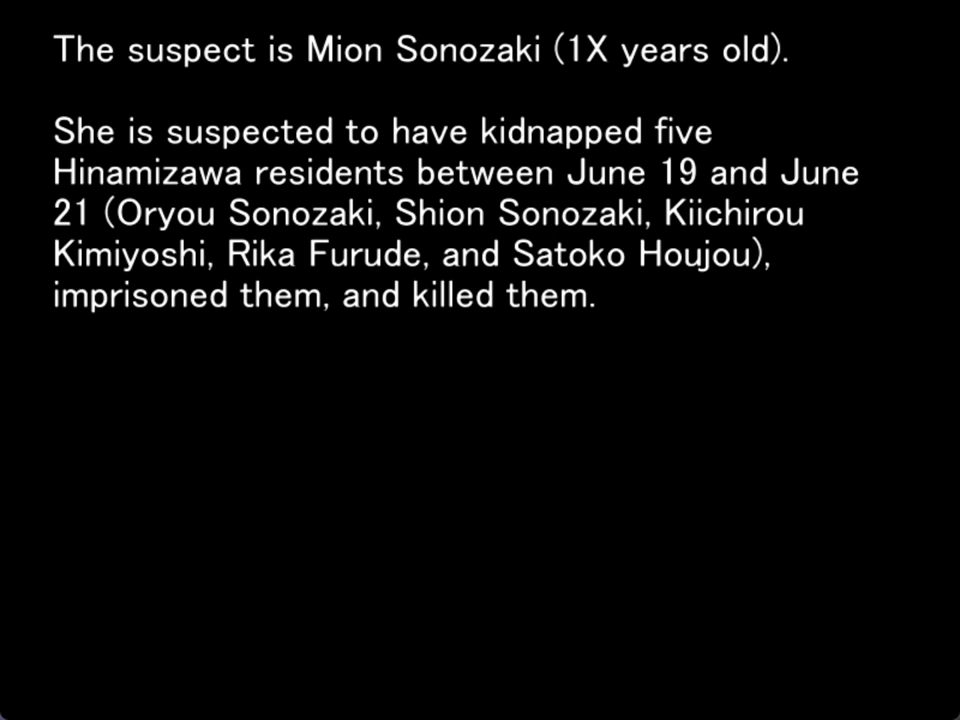 The suspect is Mion Sonozaki (1X years old).
She is suspected to have kidnapped five
Hinamizawa residents between June 19 and June
21 (Oryou Sonozaki, Shion Sonozaki, Kiichirou
Kimiyoshi, Rika Furude, and Satoko Houjou),
imprisoned them, and killed them.